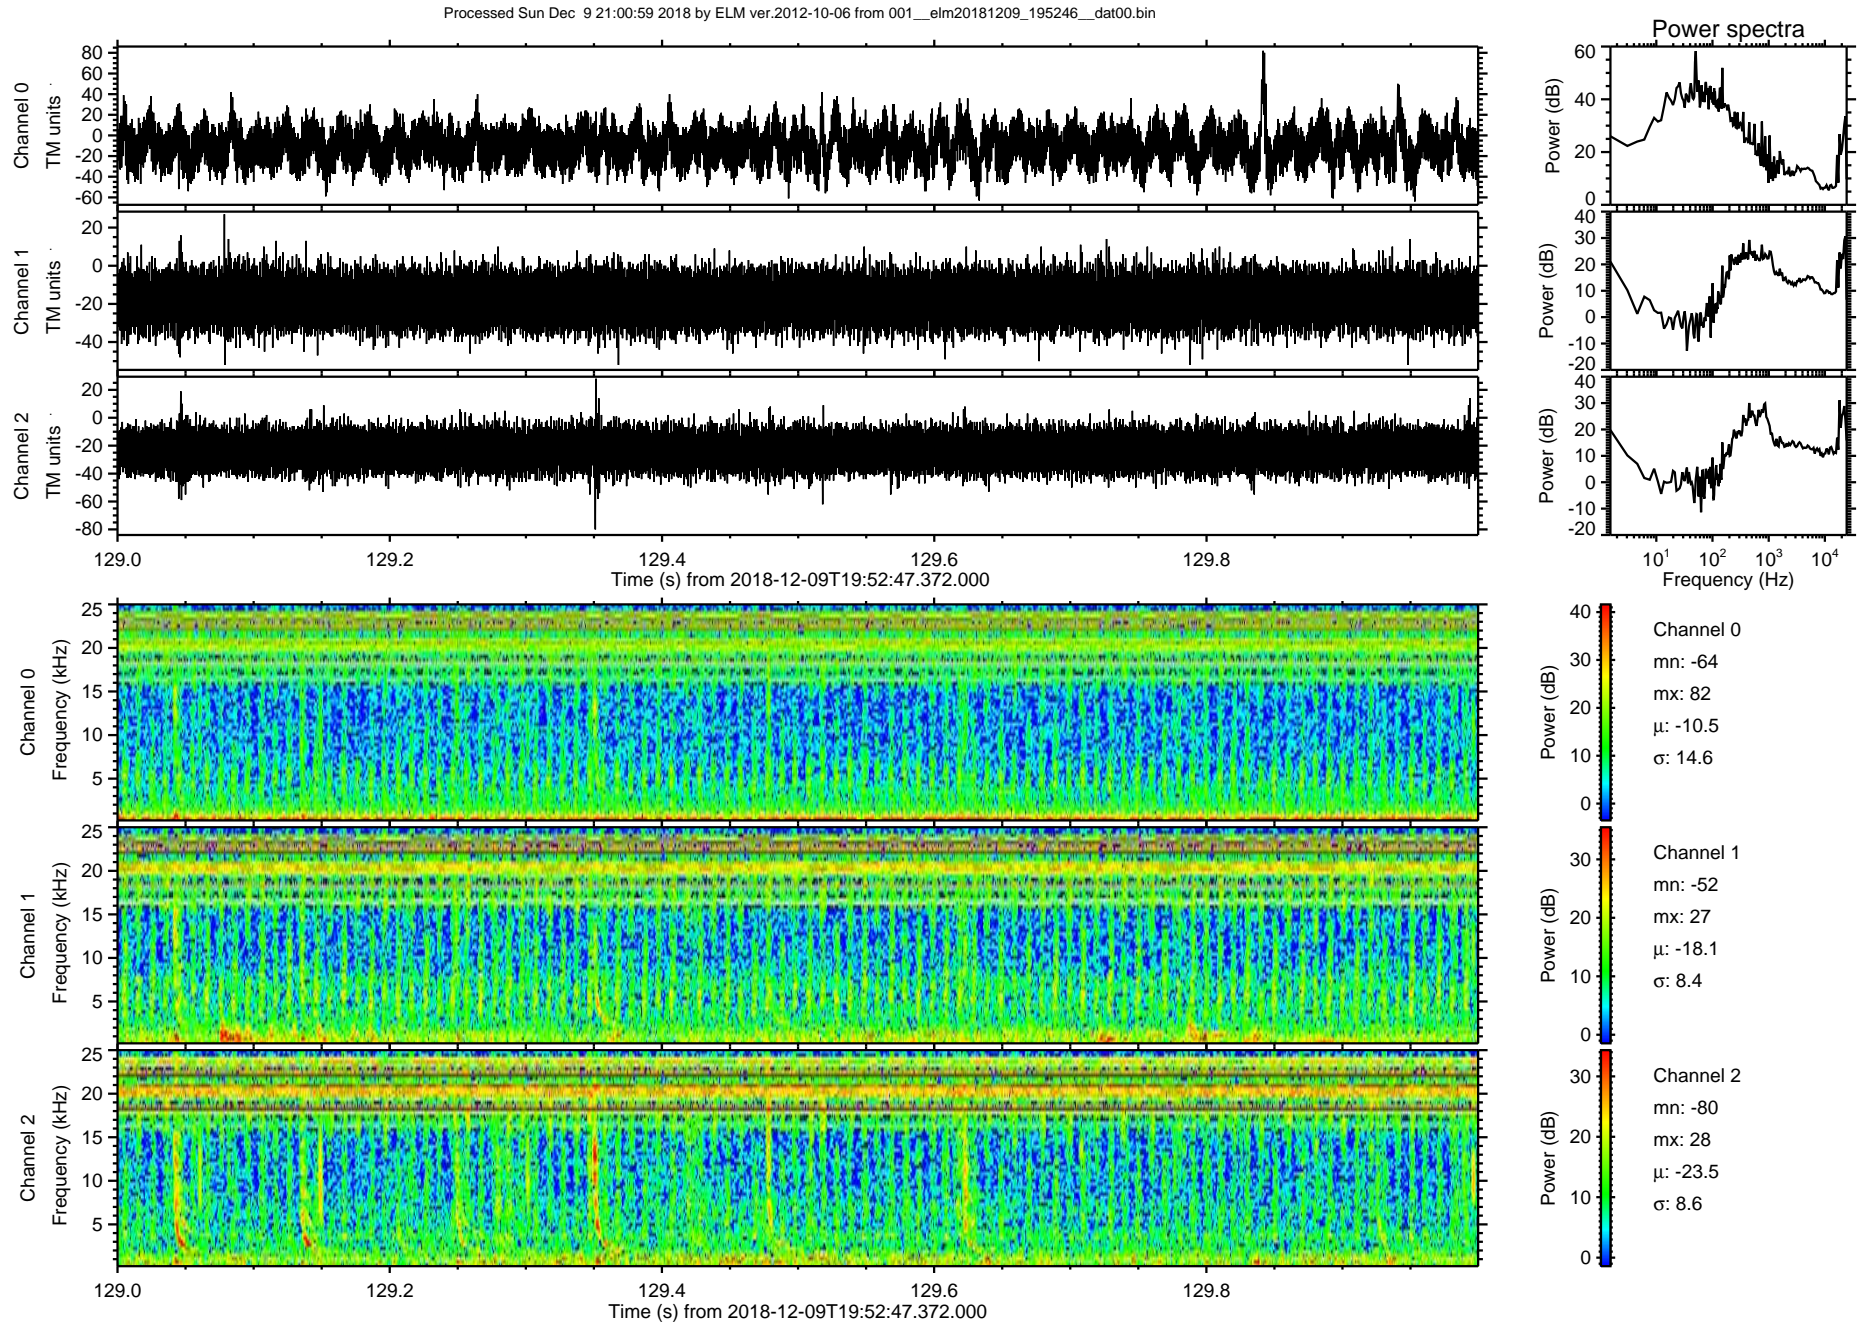 Processed Sun Dec 9 21:00:59 2018 by ELM ver.2012-10-06 from 001__elm20181209_195246__dat00.bin
Power spectra
Channel 0
TM units
80
60
40
20
0
-20
-40
-60
Power (dB)
60
40
20
0
Channel 1
TM units
20
0
-20
-40
Power (dB)
40
30
20
10
0
-10
-20
Channel 2
TM units
20
0
-20
-40
-60
-80
Power (dB)
40
30
20
10
0
-10
-20
129.0 129.2 129.4 129.6 129.8
Time (s) from 2018-12-09T19:52:47.372.000
10¹ 10² 10³ 10⁴
Frequency (Hz)
Channel 0
Frequency (kHz)
25
20
15
10
5
Power (dB)
40
30
20
10
0
Channel 0
mn: -64
mx: 82
μ: -10.5
σ: 14.6
Channel 1
Frequency (kHz)
25
20
15
10
5
Power (dB)
30
20
10
0
Channel 1
mn: -52
mx: 27
μ: -18.1
σ: 8.4
Channel 2
Frequency (kHz)
25
20
15
10
5
Power (dB)
30
20
10
0
Channel 2
mn: -80
mx: 28
μ: -23.5
σ: 8.6
129.0 129.2 129.4 129.6 129.8
Time (s) from 2018-12-09T19:52:47.372.000